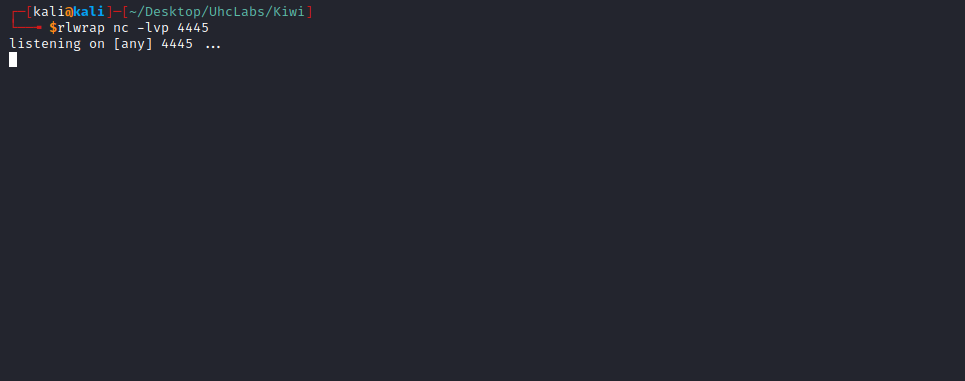 ┌─[kali@kali]─[~/Desktop/UhcLabs/Kiwi]
└──╼ $rlwrap nc -lvp 4445
listening on [any] 4445 ...